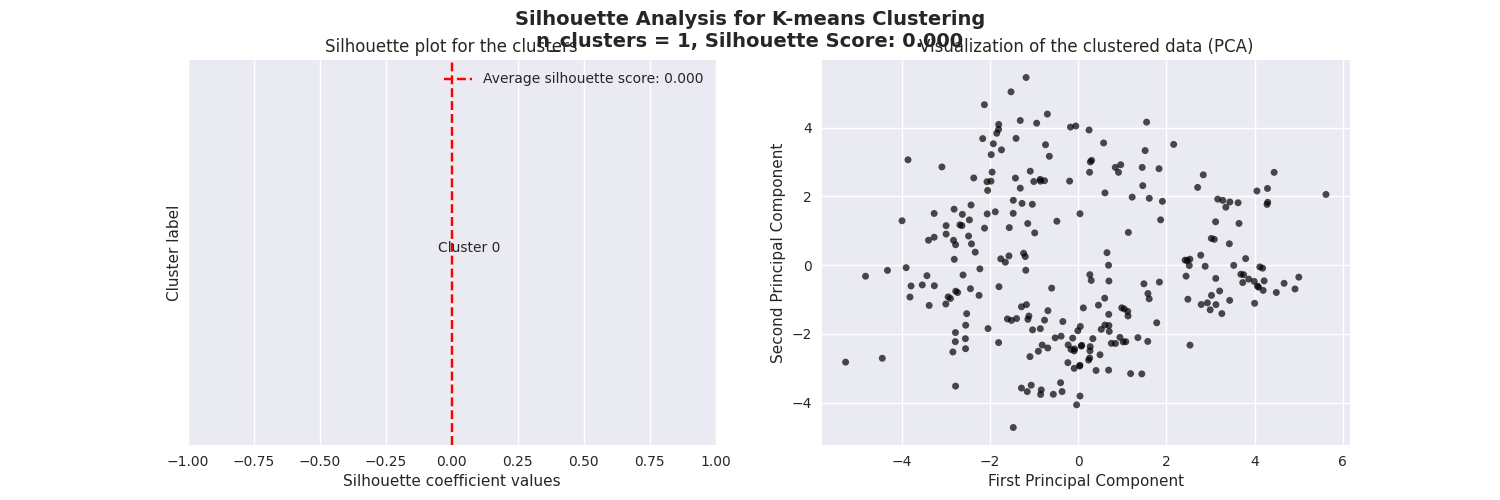 Silhouette Analysis for K-means Clustering
n_clusters = 1, Silhouette Score: 0.000
Silhouette plot for the clusters
Average silhouette score: 0.000
Cluster label
Cluster 0
−1.00 −0.75 −0.50 −0.25 0.00 0.25 0.50 0.75 1.00
Silhouette coefficient values
Visualization of the clustered data (PCA)
Second Principal Component
4
2
0
−2
−4
−4 −2 0 2 4 6
First Principal Component